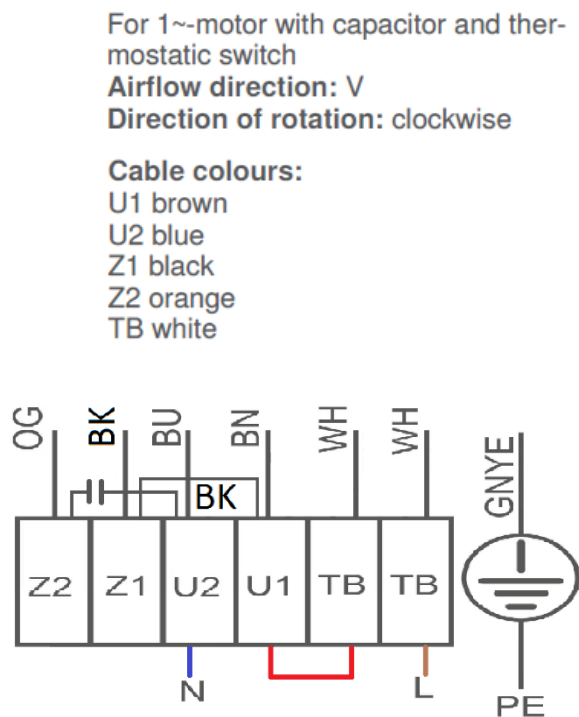 For 1~-motor with capacitor and ther-
mostatic switch
Airflow direction: V
Direction of rotation: clockwise
Cable colours:
U1 brown
U2 blue
Z1 black
Z2 orange
TB white
OG BK BU BN WH WH GNYE
BK
Z2 Z1 U2 U1 TB TB
N L PE